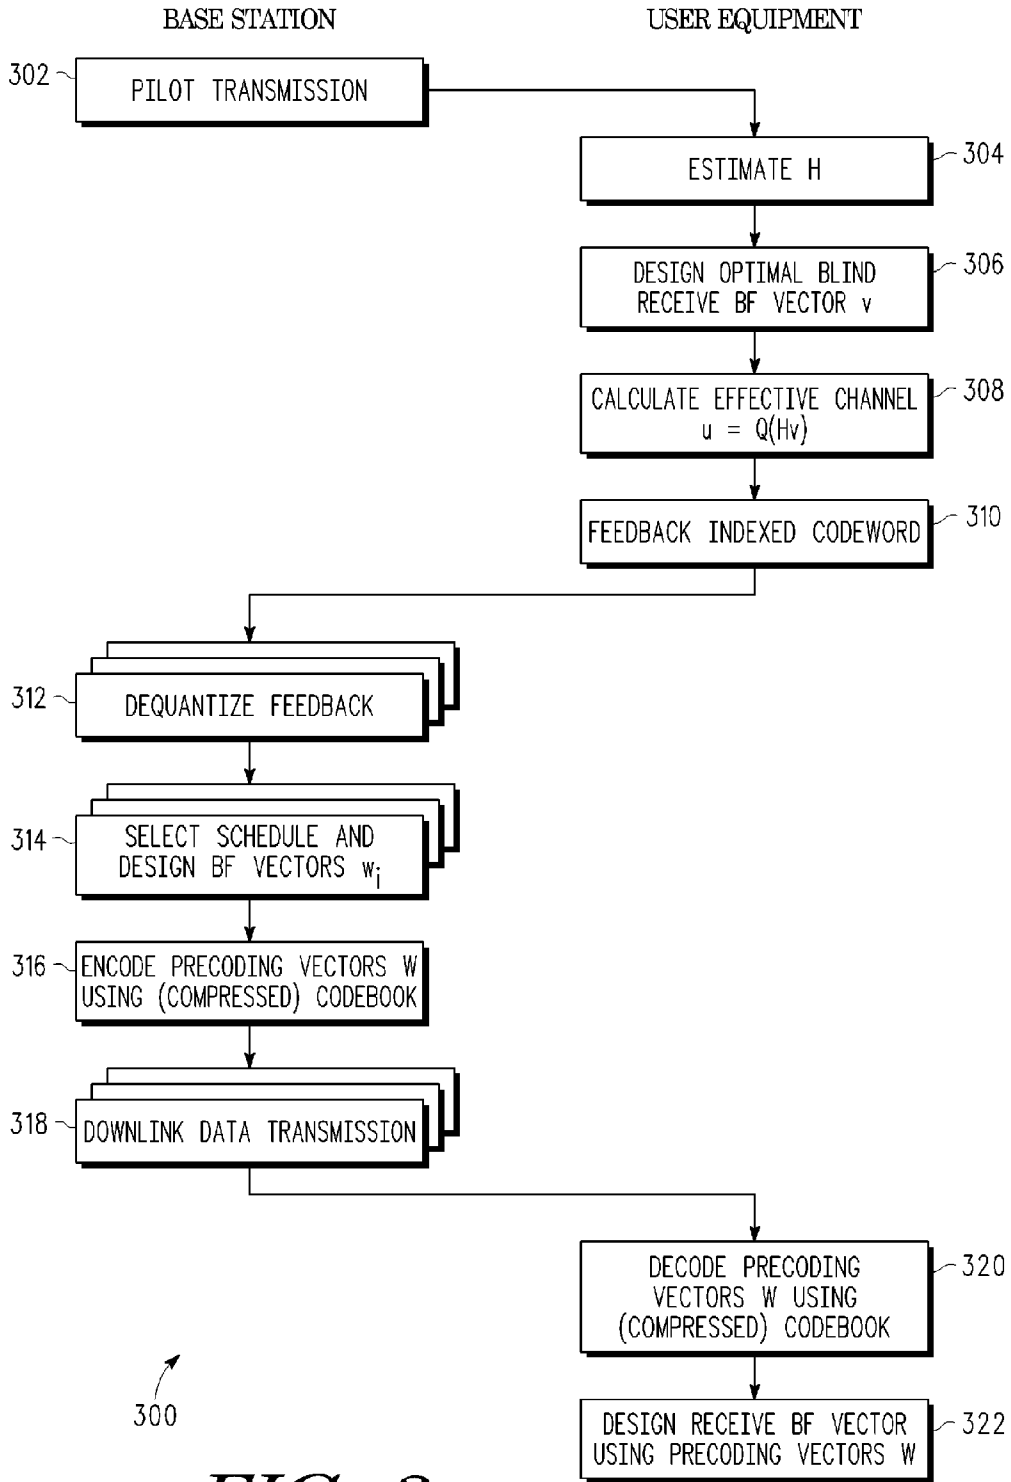 BASE STATION
USER EQUIPMENT
302
PILOT TRANSMISSION
304
ESTIMATE H
306
DESIGN OPTIMAL BLIND
RECEIVE BF VECTOR v
308
CALCULATE EFFECTIVE CHANNEL
u = Q(Hv)
310
FEEDBACK INDEXED CODEWORD
312
DEQUANTIZE FEEDBACK
314
SELECT SCHEDULE AND
DESIGN BF VECTORS wi
316
ENCODE PRECODING VECTORS W
USING (COMPRESSED) CODEBOOK
318
DOWNLINK DATA TRANSMISSION
320
DECODE PRECODING
VECTORS W USING
(COMPRESSED) CODEBOOK
300
322
DESIGN RECEIVE BF VECTOR
USING PRECODING VECTORS W